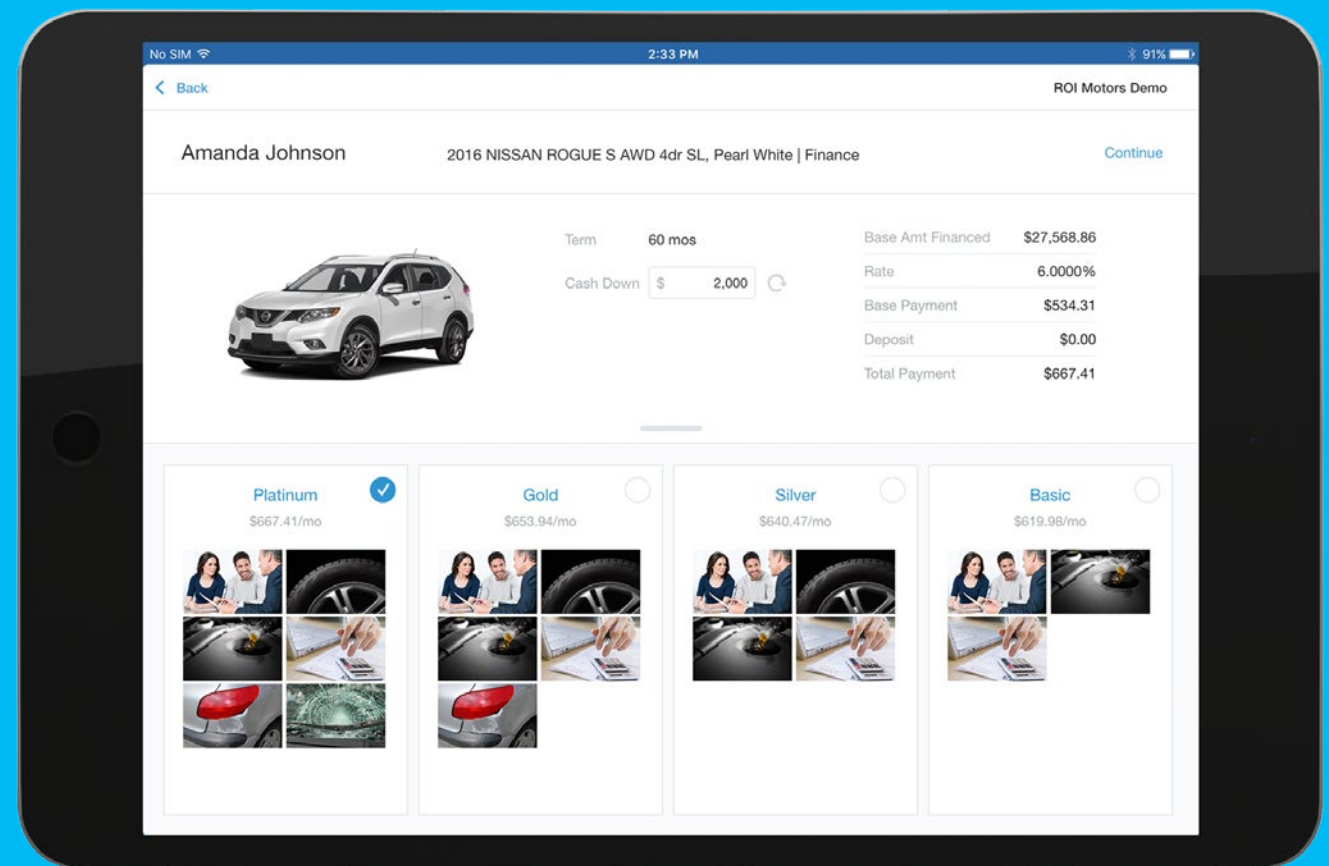 No SIM 2:33 PM 91%
Back ROI Motors Demo
Amanda Johnson 2016 NISSAN ROGUE S AWD 4dr SL, Pearl White | Finance Continue
Term 60 mos
Cash Down $ 2,000
Base Amt Financed $27,568.86
Rate 6.0000%
Base Payment $534.31
Deposit $0.00
Total Payment $667.41
Platinum
$667.41/mo
Gold
$653.94/mo
Silver
$640.47/mo
Basic
$619.98/mo